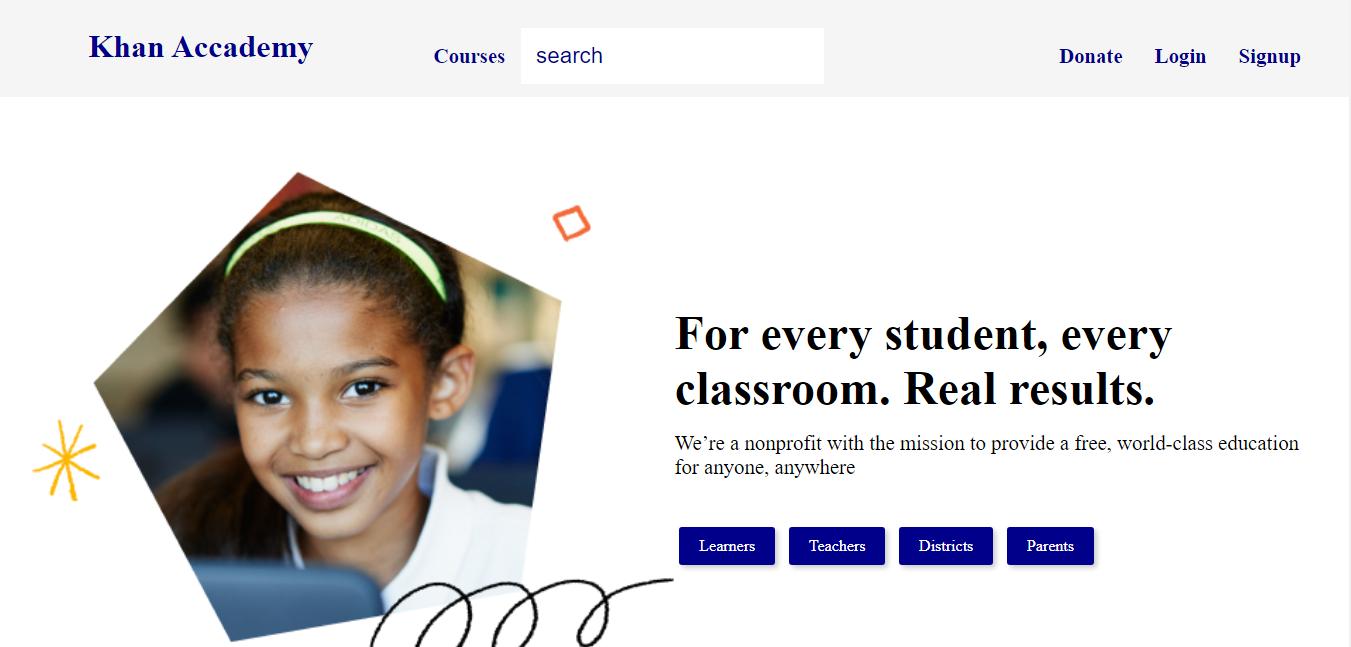 Khan Accademy
Courses
search
Donate
Login
Signup
For every student, every
classroom. Real results.
We’re a nonprofit with the mission to provide a free, world-class education
for anyone, anywhere
Learners
Teachers
Districts
Parents
ADIDAS